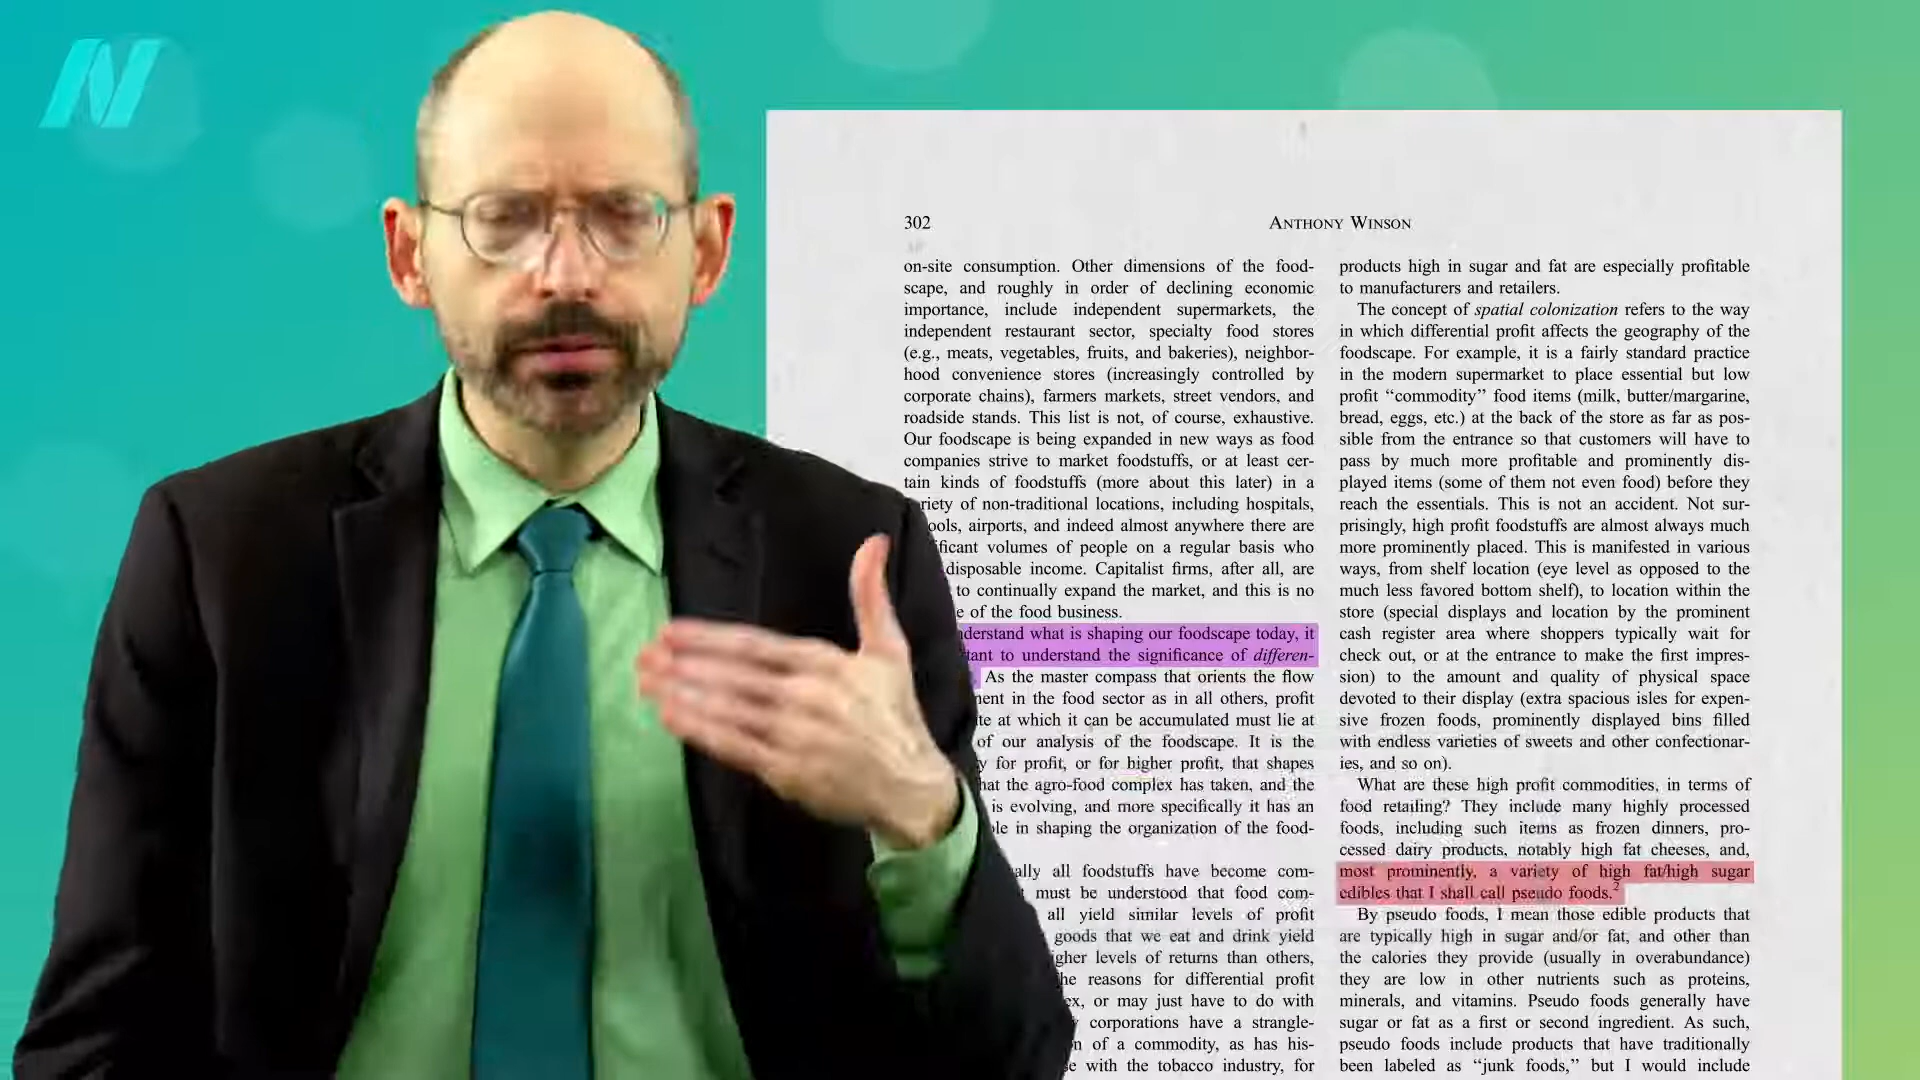 302
ANTHONY WINSON
on-site consumption. Other dimensions of the food-
scape, and roughly in order of declining economic
importance, include independent supermarkets, the
independent restaurant sector, specialty food stores
(e.g., meats, vegetables, fruits, and bakeries), neighbor-
hood convenience stores (increasingly controlled by
corporate chains), farmers markets, street vendors, and
roadside stands. This list is not, of course, exhaustive.
Our foodscape is being expanded in new ways as food
companies strive to market foodstuffs, or at least cer-
tain kinds of foodstuffs (more about this later) in a
riety of non-traditional locations, including hospitals,
ools, airports, and indeed almost anywhere there are
ificant volumes of people on a regular basis who
disposable income. Capitalist firms, after all, are
to continually expand the market, and this is no
e of the food business.
derstand what is shaping our foodscape today, it
tant to understand the significance of differen-
As the master compass that orients the flow
ent in the food sector as in all others, profit
te at which it can be accumulated must lie at
of our analysis of the foodscape. It is the
y for profit, or for higher profit, that shapes
hat the agro-food complex has taken, and the
is evolving, and more specifically it has an
le in shaping the organization of the food-
ally all foodstuffs have become com-
t must be understood that food com-
all yield similar levels of profit
goods that we eat and drink yield
igher levels of returns than others,
he reasons for differential profit
ex, or may just have to do with
corporations have a strangle-
n of a commodity, as has his-
se with the tobacco industry, for
products high in sugar and fat are especially profitable
to manufacturers and retailers.
The concept of spatial colonization refers to the way
in which differential profit affects the geography of the
foodscape. For example, it is a fairly standard practice
in the modern supermarket to place essential but low
profit “commodity” food items (milk, butter/margarine,
bread, eggs, etc.) at the back of the store as far as pos-
sible from the entrance so that customers will have to
pass by much more profitable and prominently dis-
played items (some of them not even food) before they
reach the essentials. This is not an accident. Not sur-
prisingly, high profit foodstuffs are almost always much
more prominently placed. This is manifested in various
ways, from shelf location (eye level as opposed to the
much less favored bottom shelf), to location within the
store (special displays and location by the prominent
cash register area where shoppers typically wait for
check out, or at the entrance to make the first impres-
sion) to the amount and quality of physical space
devoted to their display (extra spacious isles for expen-
sive frozen foods, prominently displayed bins filled
with endless varieties of sweets and other confectionar-
ies, and so on).
What are these high profit commodities, in terms of
food retailing? They include many highly processed
foods, including such items as frozen dinners, pro-
cessed dairy products, notably high fat cheeses, and,
most prominently, a variety of high fat/high sugar
edibles that I shall call pseudo foods.2
By pseudo foods, I mean those edible products that
are typically high in sugar and/or fat, and other than
the calories they provide (usually in overabundance)
they are low in other nutrients such as proteins,
minerals, and vitamins. Pseudo foods generally have
sugar or fat as a first or second ingredient. As such,
pseudo foods include products that have traditionally
been labeled as “junk foods,” but I would include